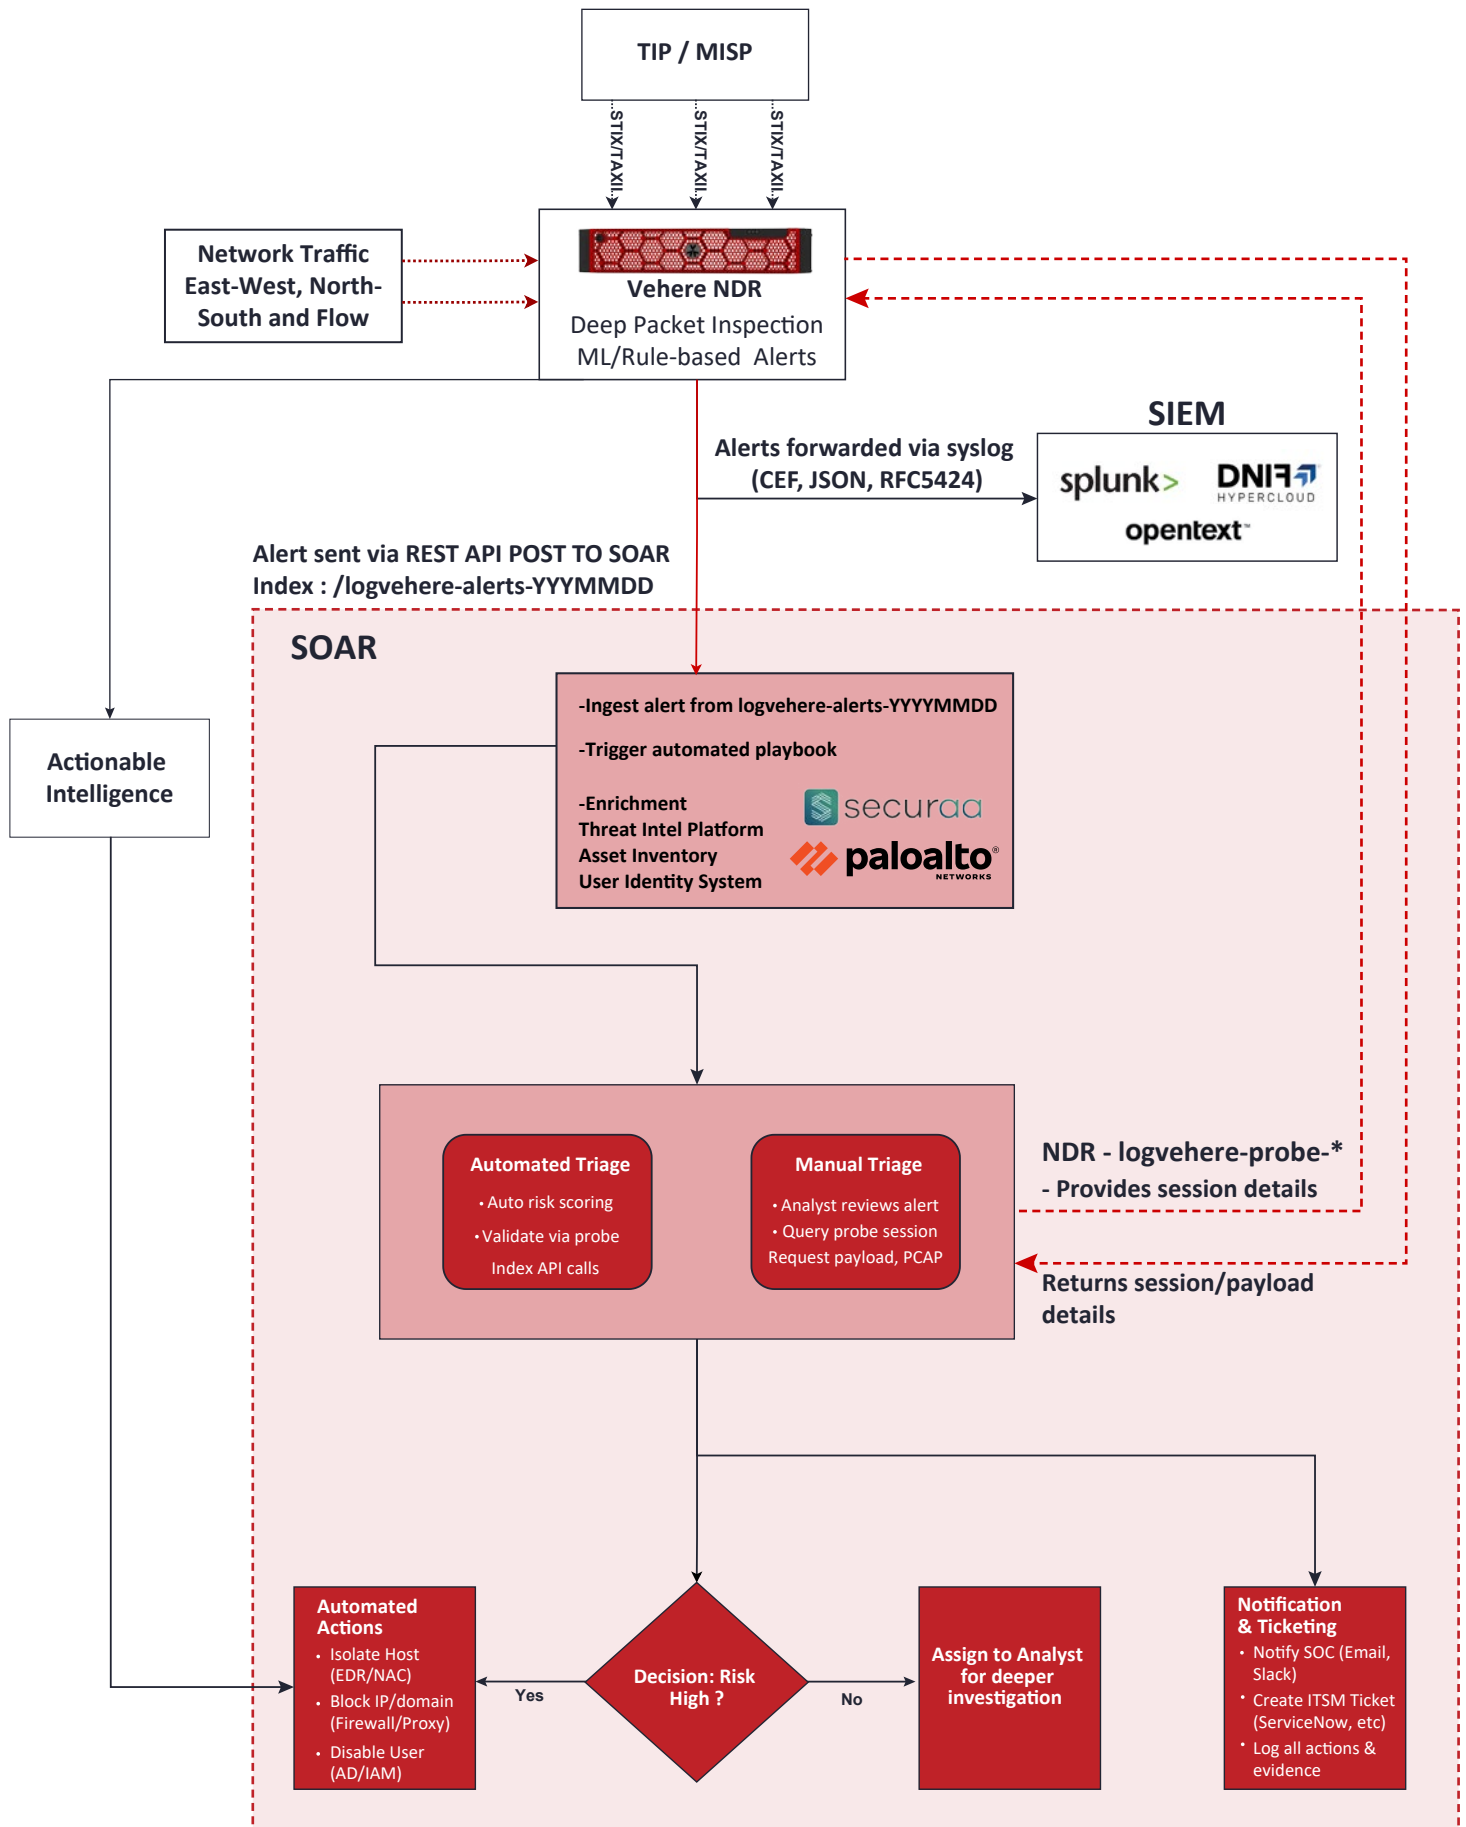 TIP / MISP
STIX/TAXII
STIX/TAXII
STIX/TAXII
Network Traffic
East-West, North-
South and Flow
Vehere NDR
Deep Packet Inspection
ML/Rule-based Alerts
SIEM
Alerts forwarded via syslog
(CEF, JSON, RFC5424)
splunk>
DNIF
HYPERCLOUD
opentext™
Alert sent via REST API POST TO SOAR
Index : /logvehere-alerts-YYYMMDD
SOAR
-Ingest alert from logvehere-alerts-YYYYMMDD
-Trigger automated playbook
-Enrichment
Threat Intel Platform
Asset Inventory
User Identity System
securaa
paloalto®
NETWORKS
Actionable
Intelligence
Automated Triage
• Auto risk scoring
• Validate via probe
Index API calls
Manual Triage
• Analyst reviews alert
• Query probe session
Request payload, PCAP
NDR - logvehere-probe-*
- Provides session details
Returns session/payload
details
Automated
Actions
• Isolate Host
(EDR/NAC)
• Block IP/domain
(Firewall/Proxy)
• Disable User
(AD/IAM)
Yes
Decision: Risk
High ?
No
Assign to Analyst
for deeper
investigation
Notification
& Ticketing
• Notify SOC (Email,
Slack)
• Create ITSM Ticket
(ServiceNow, etc)
• Log all actions &
evidence